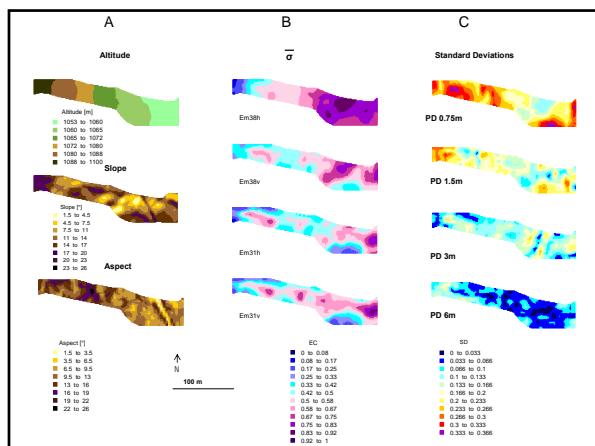 A
B
C
Altitude
σ
Standard Deviations
Altitude [m]
1053 to 1060
1060 to 1065
1065 to 1072
1072 to 1080
1080 to 1088
1088 to 1100
Slope
Slope [°]
1.5 to 4.5
4.5 to 7.5
7.5 to 11
11 to 14
14 to 17
17 to 20
20 to 23
23 to 26
Aspect
Aspect [°]
1.5 to 3.5
3.5 to 6.5
6.5 to 9.5
9.5 to 13
13 to 16
16 to 19
19 to 22
22 to 26
N
100 m
Em38h
Em38v
Em31h
Em31v
EC
0 to 0.08
0.08 to 0.17
0.17 to 0.25
0.25 to 0.33
0.33 to 0.42
0.42 to 0.5
0.5 to 0.58
0.58 to 0.67
0.67 to 0.75
0.75 to 0.83
0.83 to 0.92
0.92 to 1
PD 0.75m
PD 1.5m
PD 3m
PD 6m
SD
0 to 0.033
0.033 to 0.066
0.066 to 0.1
0.1 to 0.133
0.133 to 0.166
0.166 to 0.2
0.2 to 0.233
0.233 to 0.266
0.266 to 0.3
0.3 to 0.333
0.333 to 0.366